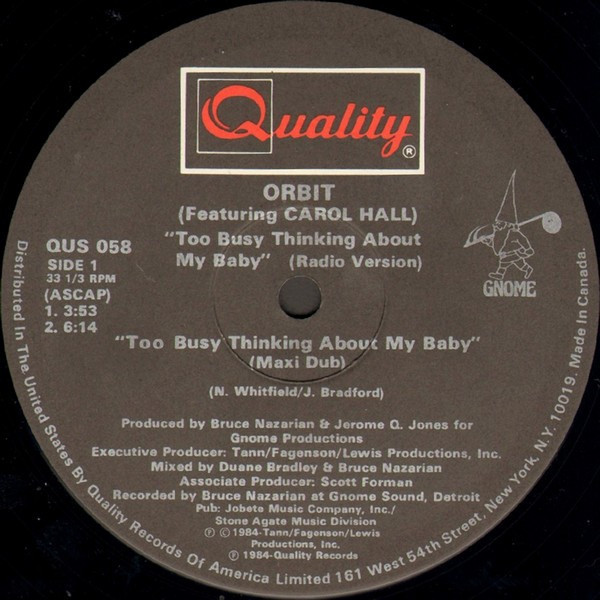 Quality ®
ORBIT
(Featuring CAROL HALL)
"Too Busy Thinking About
My Baby" (Radio Version)
QUS 058
SIDE 1
33 1/3 RPM
(ASCAP)
1. 3:53
2. 6:14
GNOME
"Too Busy Thinking About My Baby"
(Maxi Dub)
(N. Whitfield/J. Bradford)
Produced by Bruce Nazarian & Jerome Q. Jones for
Gnome Productions
Executive Producer: Tann/Fagenson/Lewis Productions, Inc.
Mixed by Duane Bradley & Bruce Nazarian
Associate Producer: Scott Forman
Recorded by Bruce Nazarian at Gnome Sound, Detroit
Pub: Jobete Music Company, Inc./
Stone Agate Music Division
℗ © 1984-Tann/Fagenson/Lewis
Productions, Inc.
℗ 1984-Quality Records
Distributed In The United States By Quality Records Of America Limited 161 West 54th Street, New York, N.Y. 10019. Made In Canada.